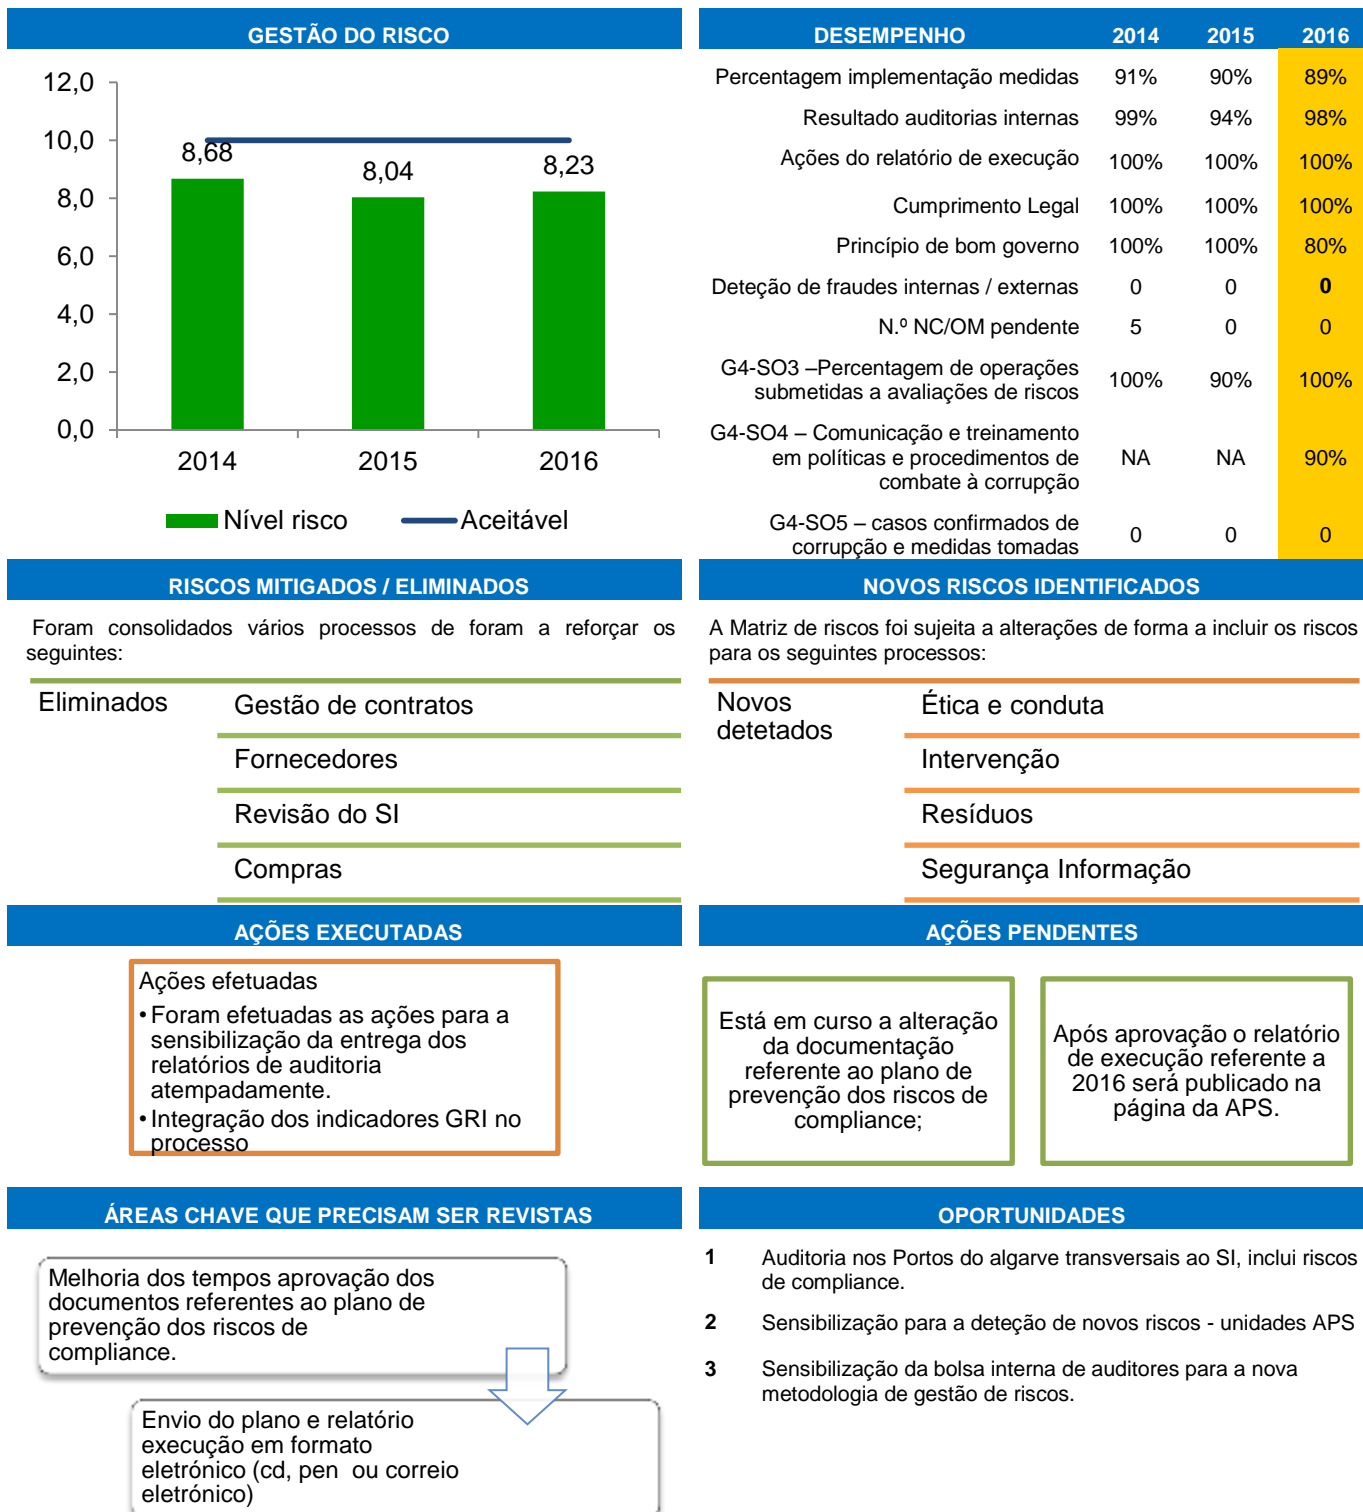 GESTÃO DO RISCO
12,0
10,0
8,0
6,0
4,0
2,0
0,0
8,68
8,04
8,23
2014
2015
2016
Nível risco
Aceitável
DESEMPENHO 2014 2015 2016
Percentagem implementação medidas 91% 90% 89%
Resultado auditorias internas 99% 94% 98%
Ações do relatório de execução 100% 100% 100%
Cumprimento Legal 100% 100% 100%
Princípio de bom governo 100% 100% 80%
Deteção de fraudes internas / externas 0 0 0
N.º NC/OM pendente 5 0 0
G4-SO3 –Percentagem de operações
submetidas a avaliações de riscos 100% 90% 100%
G4-SO4 – Comunicação e treinamento
em políticas e procedimentos de NA NA 90%
combate à corrupção
G4-SO5 – casos confirmados de
corrupção e medidas tomadas 0 0 0
RISCOS MITIGADOS / ELIMINADOS
Foram consolidados vários processos de foram a reforçar os
seguintes:
Eliminados
Gestão de contratos
Fornecedores
Revisão do SI
Compras
NOVOS RISCOS IDENTIFICADOS
A Matriz de riscos foi sujeita a alterações de forma a incluir os riscos
para os seguintes processos:
Novos
detetados
Ética e conduta
Intervenção
Resíduos
Segurança Informação
AÇÕES EXECUTADAS
Ações efetuadas
• Foram efetuadas as ações para a
sensibilização da entrega dos
relatórios de auditoria
atempadamente.
• Integração dos indicadores GRI no
processo
AÇÕES PENDENTES
Está em curso a alteração
da documentação
referente ao plano de
prevenção dos riscos de
compliance;
Após aprovação o relatório
de execução referente a
2016 será publicado na
página da APS.
ÁREAS CHAVE QUE PRECISAM SER REVISTAS
Melhoria dos tempos aprovação dos
documentos referentes ao plano de
prevenção dos riscos de
compliance.
Envio do plano e relatório
execução em formato
eletrónico (cd, pen ou correio
eletrónico)
OPORTUNIDADES
1 Auditoria nos Portos do algarve transversais ao SI, inclui riscos
de compliance.
2 Sensibilização para a deteção de novos riscos - unidades APS
3 Sensibilização da bolsa interna de auditores para a nova
metodologia de gestão de riscos.